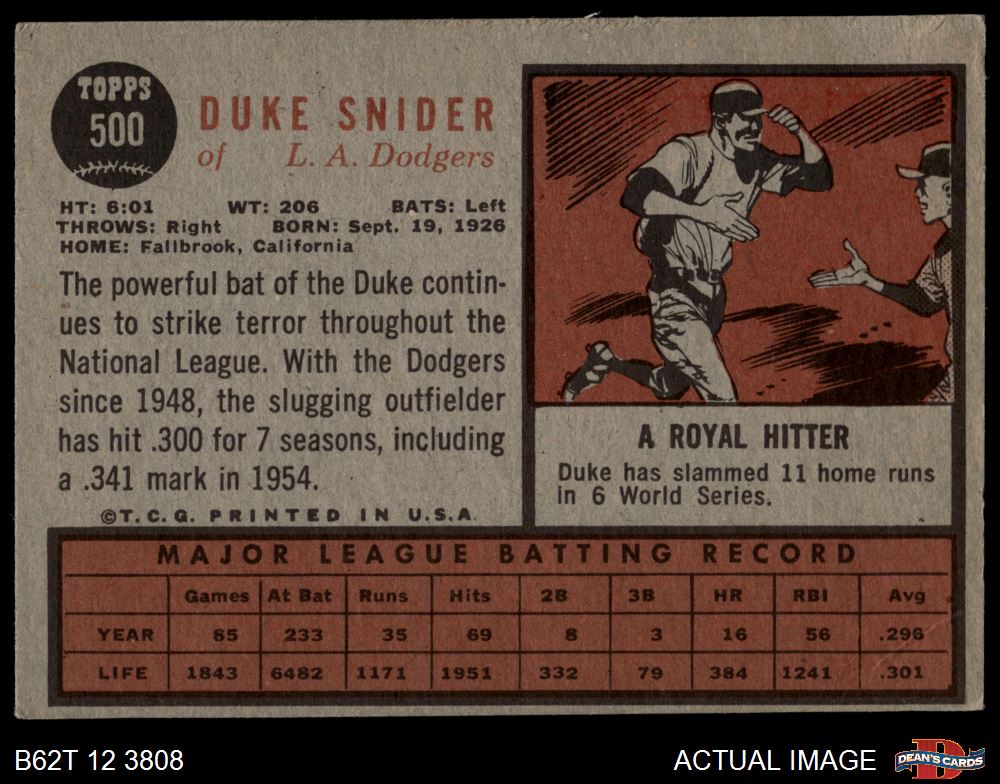 TOPPS
500
DUKE SNIDER
of L. A. Dodgers
HT: 6:01 WT: 206 BATS: Left
THROWS: Right BORN: Sept. 19, 1926
HOME: Fallbrook, California
The powerful bat of the Duke contin-
ues to strike terror throughout the
National League. With the Dodgers
since 1948, the slugging outfielder
has hit .300 for 7 seasons, including
a .341 mark in 1954.
©T. C. G. PRINTED IN U.S.A.
A ROYAL HITTER
Duke has slammed 11 home runs
in 6 World Series.
MAJOR LEAGUE BATTING RECORD
Games At Bat Runs Hits 2B 3B HR RBI Avg
YEAR 85 233 35 69 8 3 16 56 .296
LIFE 1843 6482 1171 1951 332 79 384 1241 .301
B62T 12 3808 ACTUAL IMAGE DEAN'S CARDS